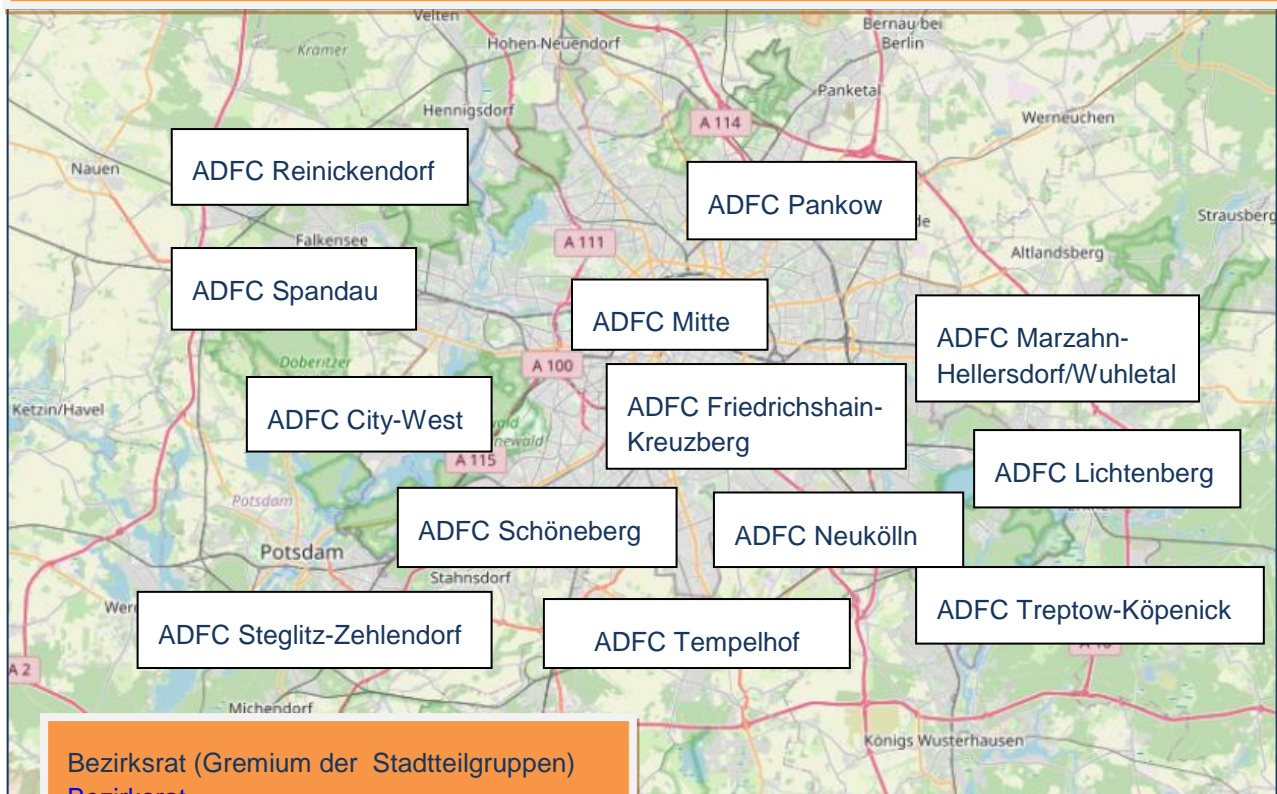 Velten
Bernau bei
Berlin
Kramer
Hohen Neuendorf
Panketal
Hennigsdorf
A 114
Werneuchen
ADFC Reinickendorf
Nauen
ADFC Pankow
Strausberg
Falkensee
A 111
Altlandsberg
ADFC Spandau
ADFC Mitte
ADFC Marzahn-
Hellersdorf/Wuhletal
Doberitzer
A 100
Ketzin/Havel
ADFC City-West
ADFC Friedrichshain-
Kreuzberg
A 115
ADFC Lichtenberg
Potsdam
ADFC Schöneberg
ADFC Neukölln
Potsdam
Stahnsdorf
ADFC Steglitz-Zehlendorf
ADFC Tempelhof
ADFC Treptow-Köpenick
A 2
Michendorf
Königs Wusterhausen
Bezirksrat (Gremium der Stadtteilgruppen)
Bezirksrat